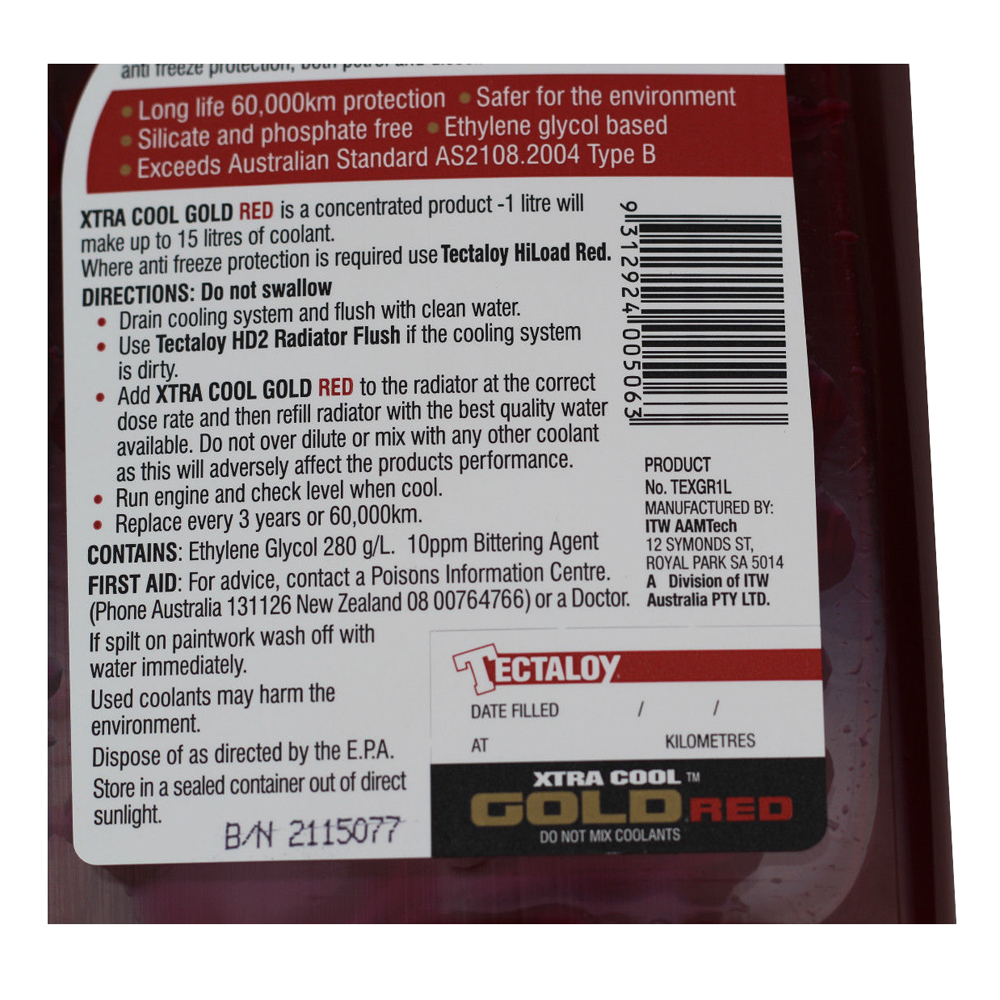 anti freeze protection, both petrol and
• Long life 60,000km protection • Safer for the environment
• Silicate and phosphate free • Ethylene glycol based
• Exceeds Australian Standard AS2108.2004 Type B
XTRA COOL GOLD RED is a concentrated product -1 litre will
make up to 15 litres of coolant.
Where anti freeze protection is required use Tectaloy HiLoad Red.
DIRECTIONS: Do not swallow
• Drain cooling system and flush with clean water.
• Use Tectaloy HD2 Radiator Flush if the cooling system
is dirty.
• Add XTRA COOL GOLD RED to the radiator at the correct
dose rate and then refill radiator with the best quality water
available. Do not over dilute or mix with any other coolant
as this will adversely affect the products performance.
• Run engine and check level when cool.
• Replace every 3 years or 60,000km.
CONTAINS: Ethylene Glycol 280 g/L. 10ppm Bittering Agent
FIRST AID: For advice, contact a Poisons Information Centre.
(Phone Australia 131126 New Zealand 08 00764766) or a Doctor.
If spilt on paintwork wash off with
water immediately.
Used coolants may harm the
environment.
Dispose of as directed by the E.P.A.
Store in a sealed container out of direct
sunlight.
B/N 2115077
9 312924 005063
PRODUCT
No. TEXGR1L
MANUFACTURED BY:
ITW AAMTech
12 SYMONDS ST,
ROYAL PARK SA 5014
A Division of ITW
Australia PTY LTD.
TECTALOY
DATE FILLED / /
AT KILOMETRES
XTRA COOL ™
GOLD RED
DO NOT MIX COOLANTS